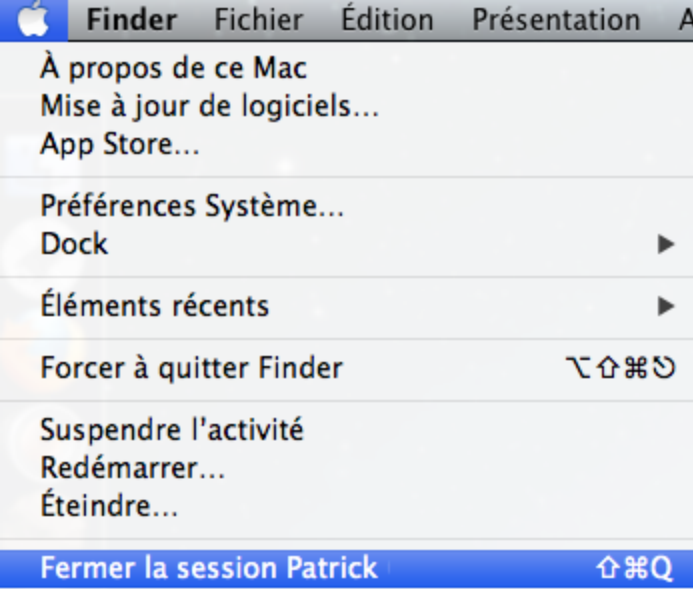 Finder Fichier Édition Présentation A
À propos de ce Mac
Mise à jour de logiciels...
App Store...
Préférences Système...
Dock ▶
Éléments récents ▶
Forcer à quitter Finder ⌥⇧⌘⎋
Suspendre l'activité
Redémarrer...
Éteindre...
Fermer la session Patrick ⇧⌘Q